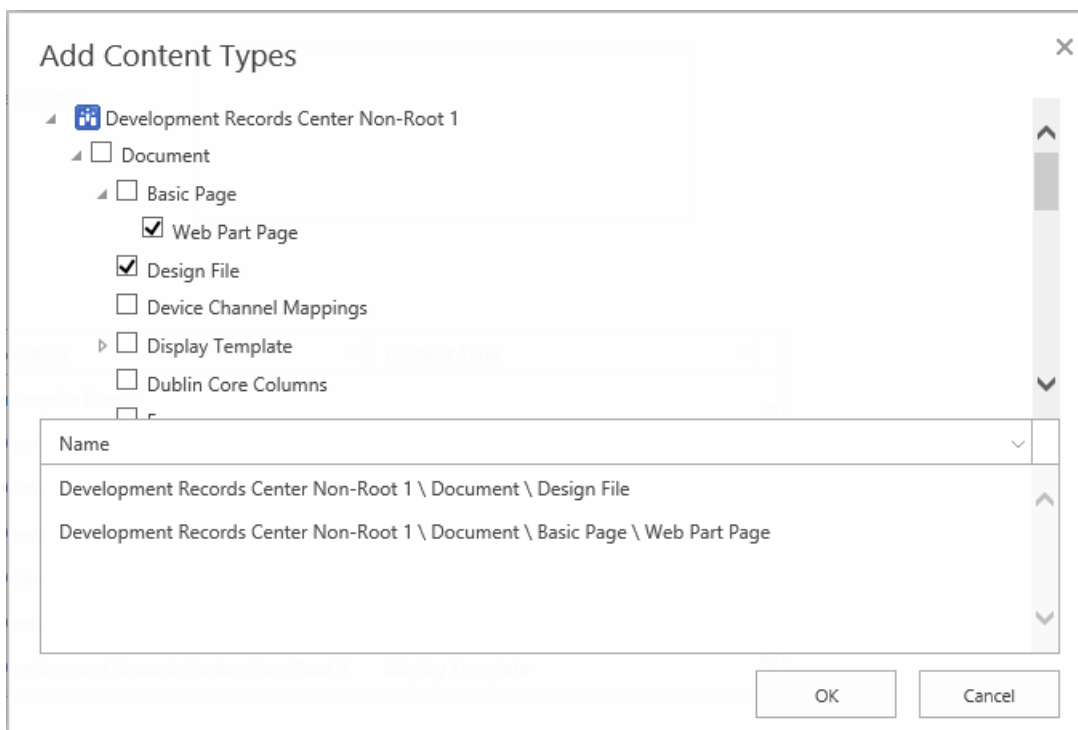 Add Content Types
Development Records Center Non-Root 1
Document
Basic Page
Web Part Page
Design File
Device Channel Mappings
Display Template
Dublin Core Columns
Name
Development Records Center Non-Root 1 \ Document \ Design File
Development Records Center Non-Root 1 \ Document \ Basic Page \ Web Part Page
OK
Cancel